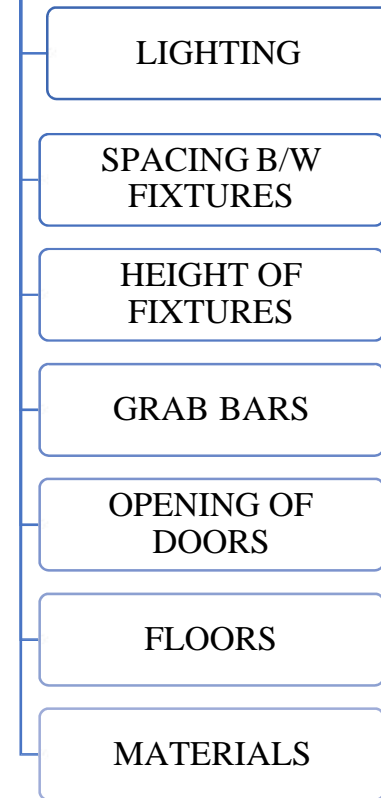 LIGHTING
SPACING B/W
FIXTURES
HEIGHT OF
FIXTURES
GRAB BARS
OPENING OF
DOORS
FLOORS
MATERIALS